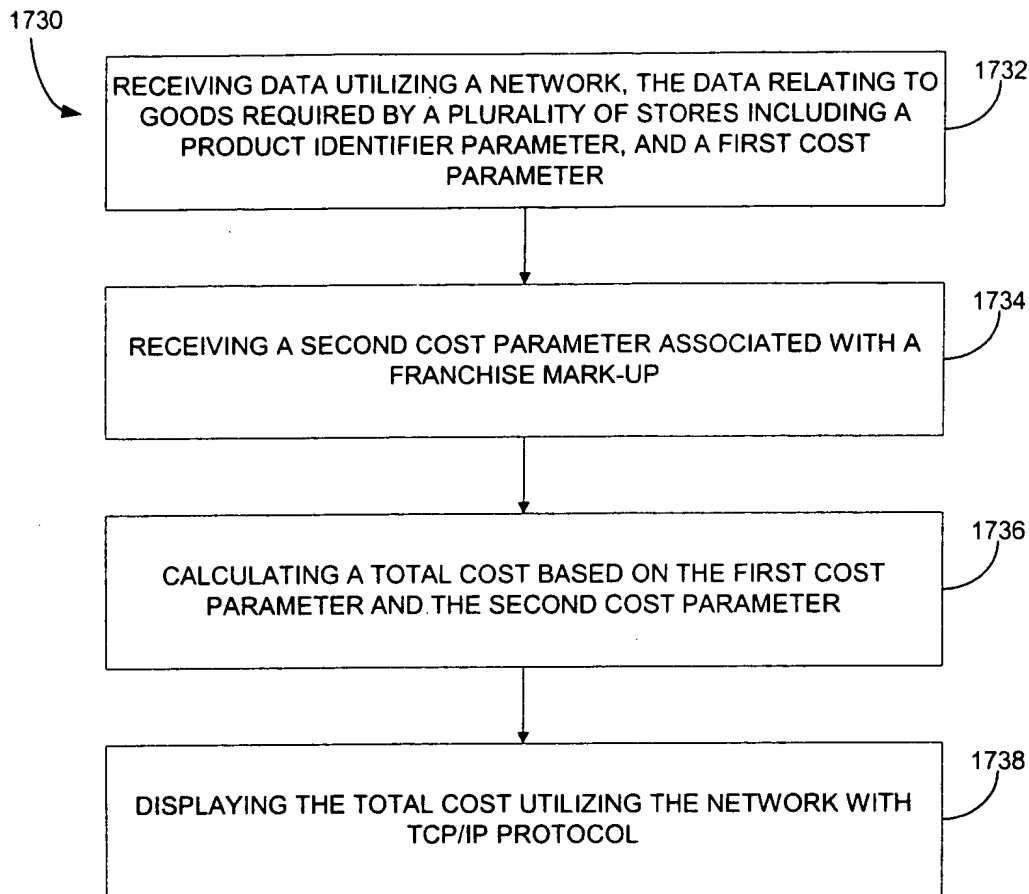 1730
RECEIVING DATA UTILIZING A NETWORK, THE DATA RELATING TO
GOODS REQUIRED BY A PLURALITY OF STORES INCLUDING A
PRODUCT IDENTIFIER PARAMETER, AND A FIRST COST
PARAMETER
1732
RECEIVING A SECOND COST PARAMETER ASSOCIATED WITH A
FRANCHISE MARK-UP
1734
CALCULATING A TOTAL COST BASED ON THE FIRST COST
PARAMETER AND THE SECOND COST PARAMETER
1736
DISPLAYING THE TOTAL COST UTILIZING THE NETWORK WITH
TCP/IP PROTOCOL
1738